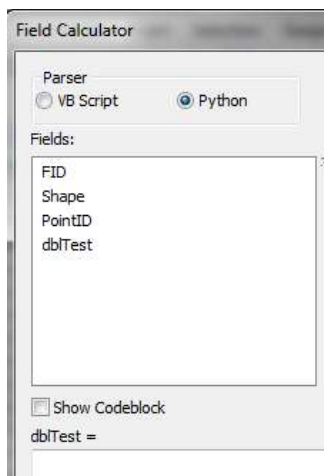 Field Calculator
Parser
VB Script Python
Fields:
FID
Shape
PointID
dblTest
Show Codeblock
dblTest =